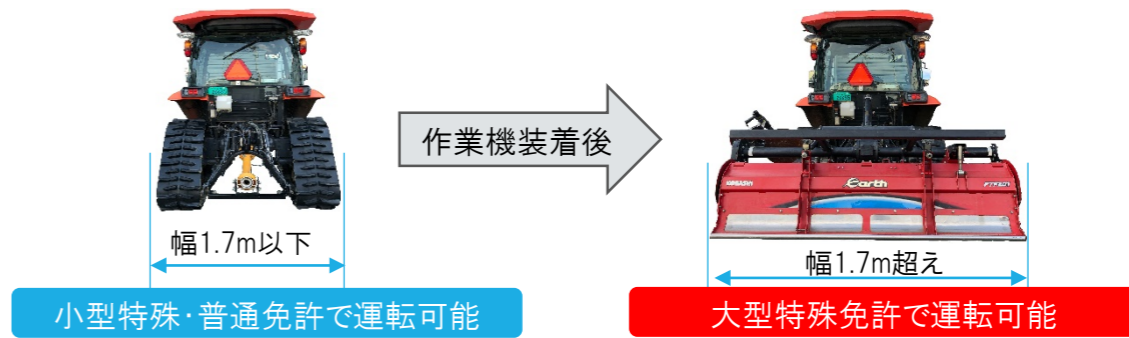 作業機装着後
幅1.7m以下
Earth
幅1.7m超え
小型特殊・普通免許で運転可能
大型特殊免許で運転可能